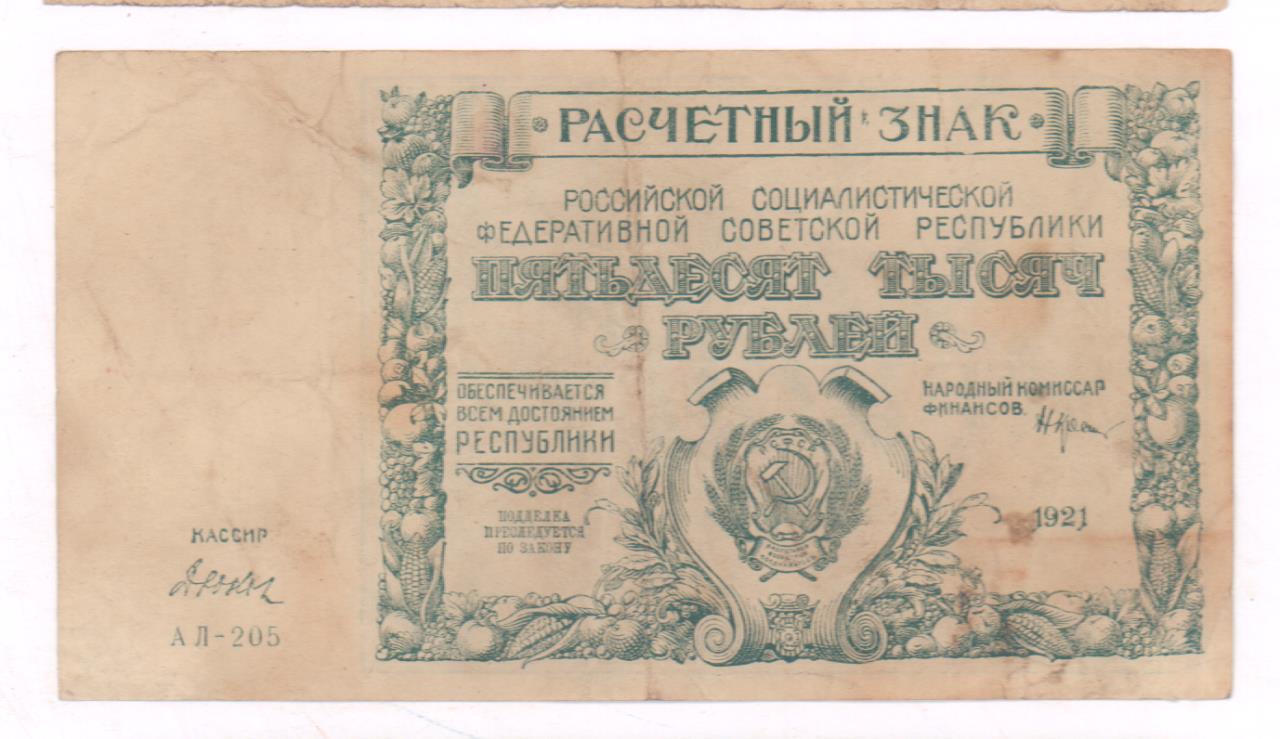 РАСЧЕТНЫЙ ЗНАК
РОССИЙСКОЙ СОЦИАЛИСТИЧЕСКОЙ
ФЕДЕРАТИВНОЙ СОВЕТСКОЙ РЕСПУБЛИКИ
ПЯТЬДЕСЯТ ТЫСЯЧ
РУБЛЕЙ
ОБЕСПЕЧИВАЕТСЯ
ВСЕМ ДОСТОЯНИЕМ
РЕСПУБЛИКИ
НАРОДНЫЙ КОМИССАР
ФИНАНСОВ.
РСФСР
ПОДДЕЛКА
ПРЕСЛЕДУЕТСЯ
ПО ЗАКОНУ
1921
КАССИР
АЛ-205